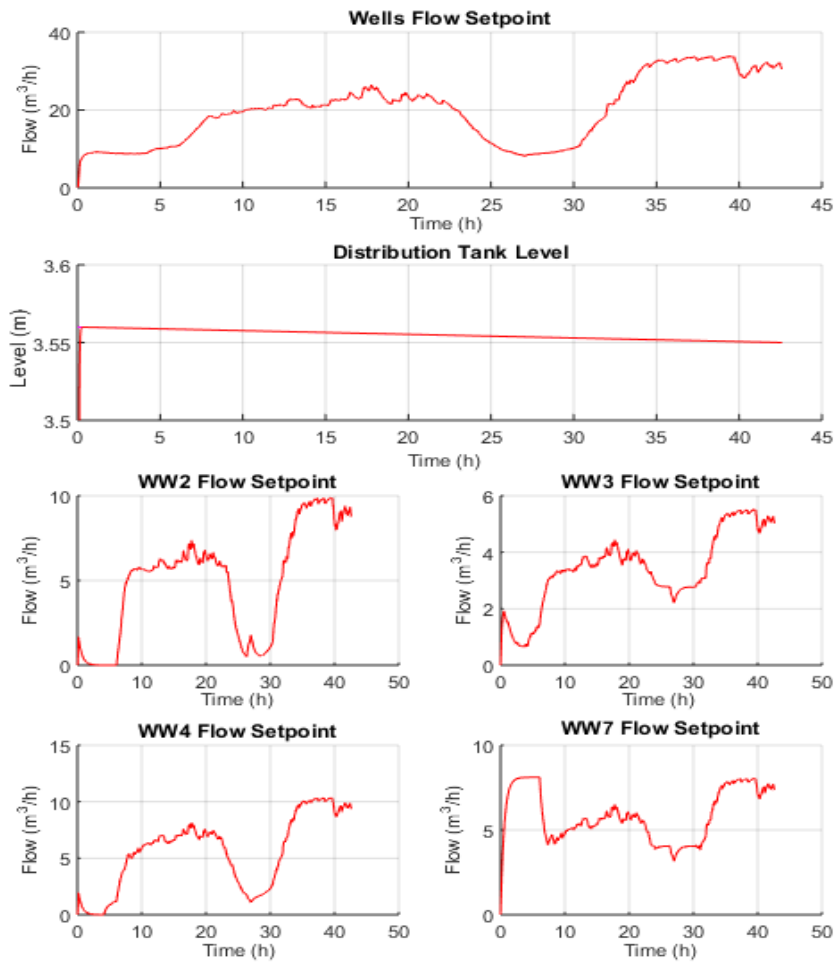 Wells Flow Setpoint
40
20
0
Flow (m³/h)
0 5 10 15 20 25 30 35 40 45
Time (h)
Distribution Tank Level
3.6
3.55
3.5
Level (m)
0 5 10 15 20 25 30 35 40 45
Time (h)
WW2 Flow Setpoint
10
5
0
Flow (m³/h)
0 10 20 30 40 50
Time (h)
WW3 Flow Setpoint
6
4
2
0
Flow (m³/h)
0 10 20 30 40 50
Time (h)
WW4 Flow Setpoint
15
10
5
0
Flow (m³/h)
0 10 20 30 40 50
Time (h)
WW7 Flow Setpoint
10
5
0
Flow (m³/h)
0 10 20 30 40 50
Time (h)